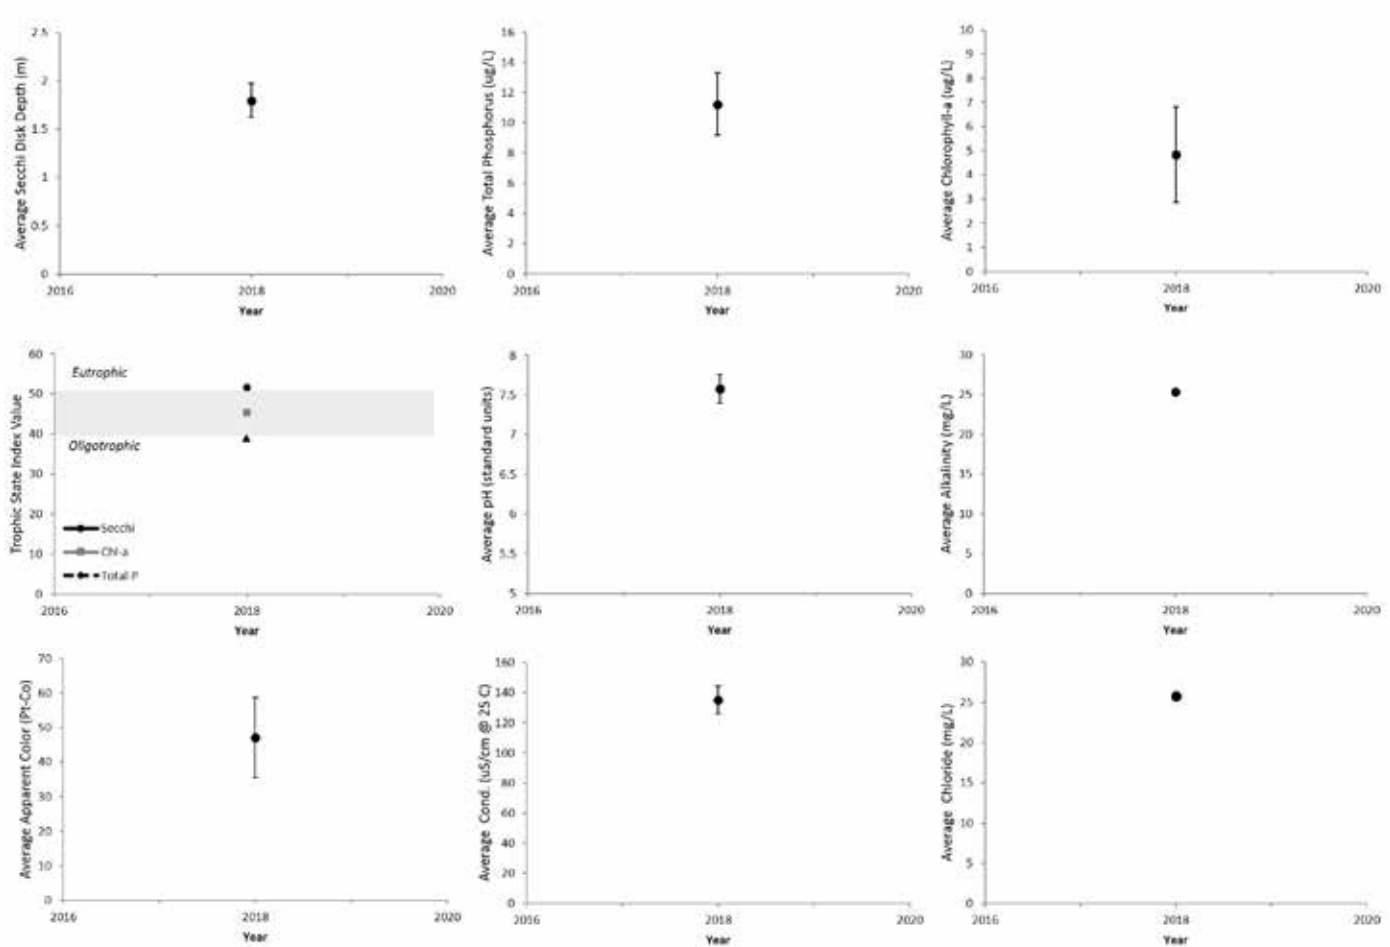 Average Secchi Disk Depth (m)
2.5
2
1.5
1
0.5
0
2016 2018 2020
Year
Average Total Phosphorus (ug/L)
16
14
12
10
8
6
4
2
0
2016 2018 2020
Year
Average Chlorophyll-a (ug/L)
10
9
8
7
6
5
4
3
2
1
0
2016 2018 2020
Year
Trophic State Index Value
60
50
40
30
20
10
0
Eutrophic
Oligotrophic
Secchi
Chl-a
Total P
2016 2018 2020
Year
Average pH (standard units)
8
7.5
7
6.5
6
5.5
5
2016 2018 2020
Year
Average Alkalinity (mg/L)
30
25
20
15
10
5
0
2016 2018 2020
Year
Average Apparent Color (Pt-Co)
70
60
50
40
30
20
10
0
2016 2018 2020
Year
Average Cond. (uS/cm @ 25 C)
160
140
120
100
80
60
40
20
0
2016 2018 2020
Year
Average Chloride (mg/L)
30
25
20
15
10
5
0
2016 2018 2020
Year